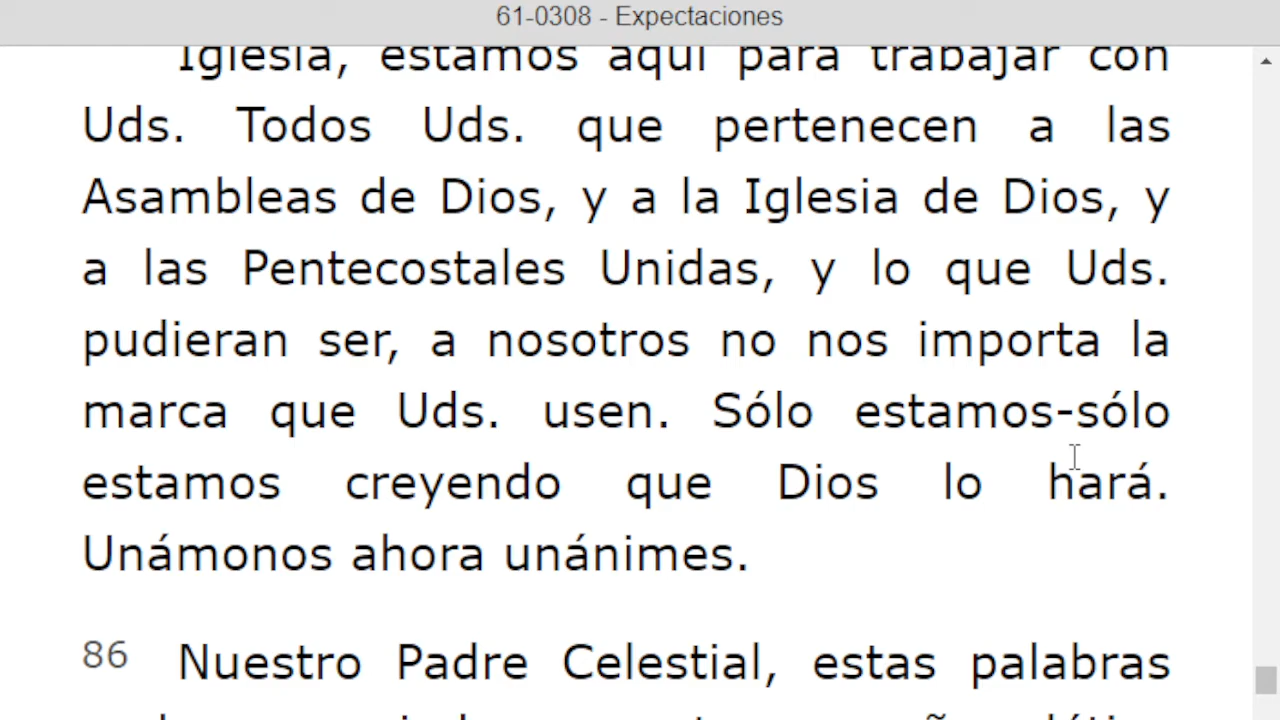 61-0308 - Expectaciones
Iglesia, estamos aquí para trabajar con
Uds. Todos Uds. que pertenecen a las
Asambleas de Dios, y a la Iglesia de Dios, y
a las Pentecostales Unidas, y lo que Uds.
pudieran ser, a nosotros no nos importa la
marca que Uds. usen. Sólo estamos-sólo
estamos creyendo que Dios lo hará.
Unámonos ahora unánimes.
86 Nuestro Padre Celestial, estas palabras